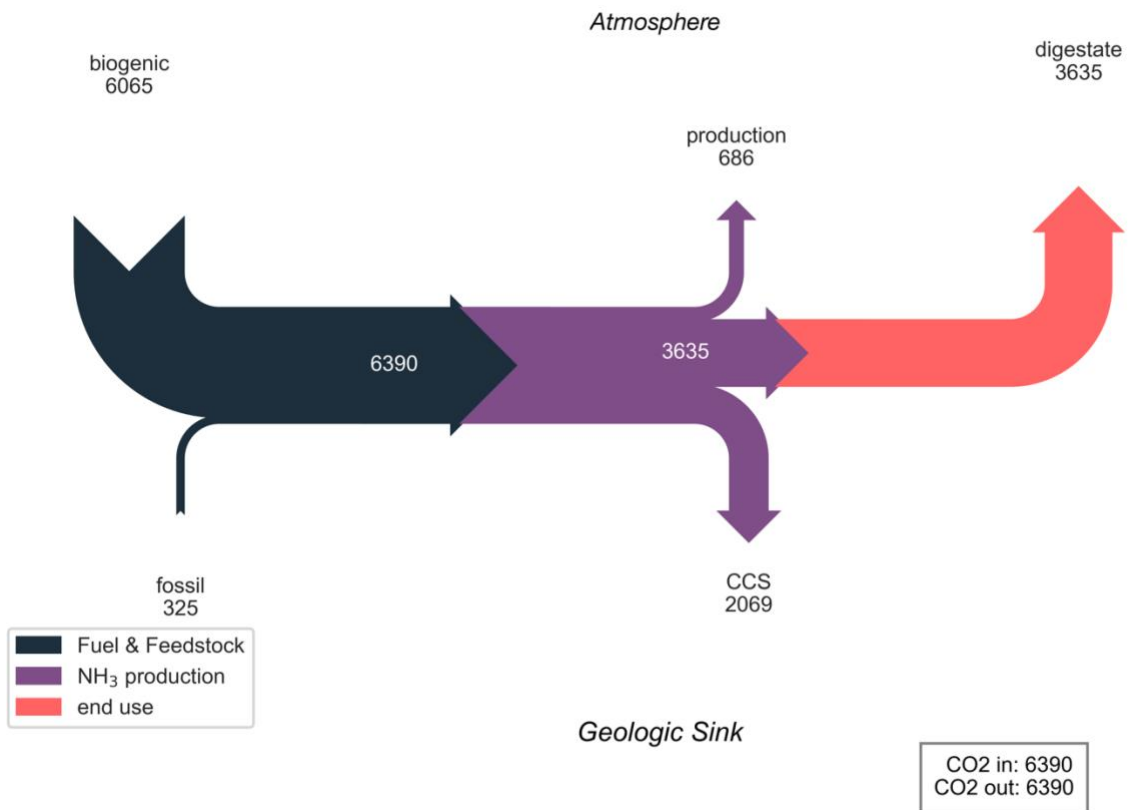 Atmosphere
biogenic
6065
digestate
3635
production
686
6390
3635
fossil
325
CCS
2069
Fuel & Feedstock
NH₃ production
end use
Geologic Sink
CO2 in: 6390
CO2 out: 6390